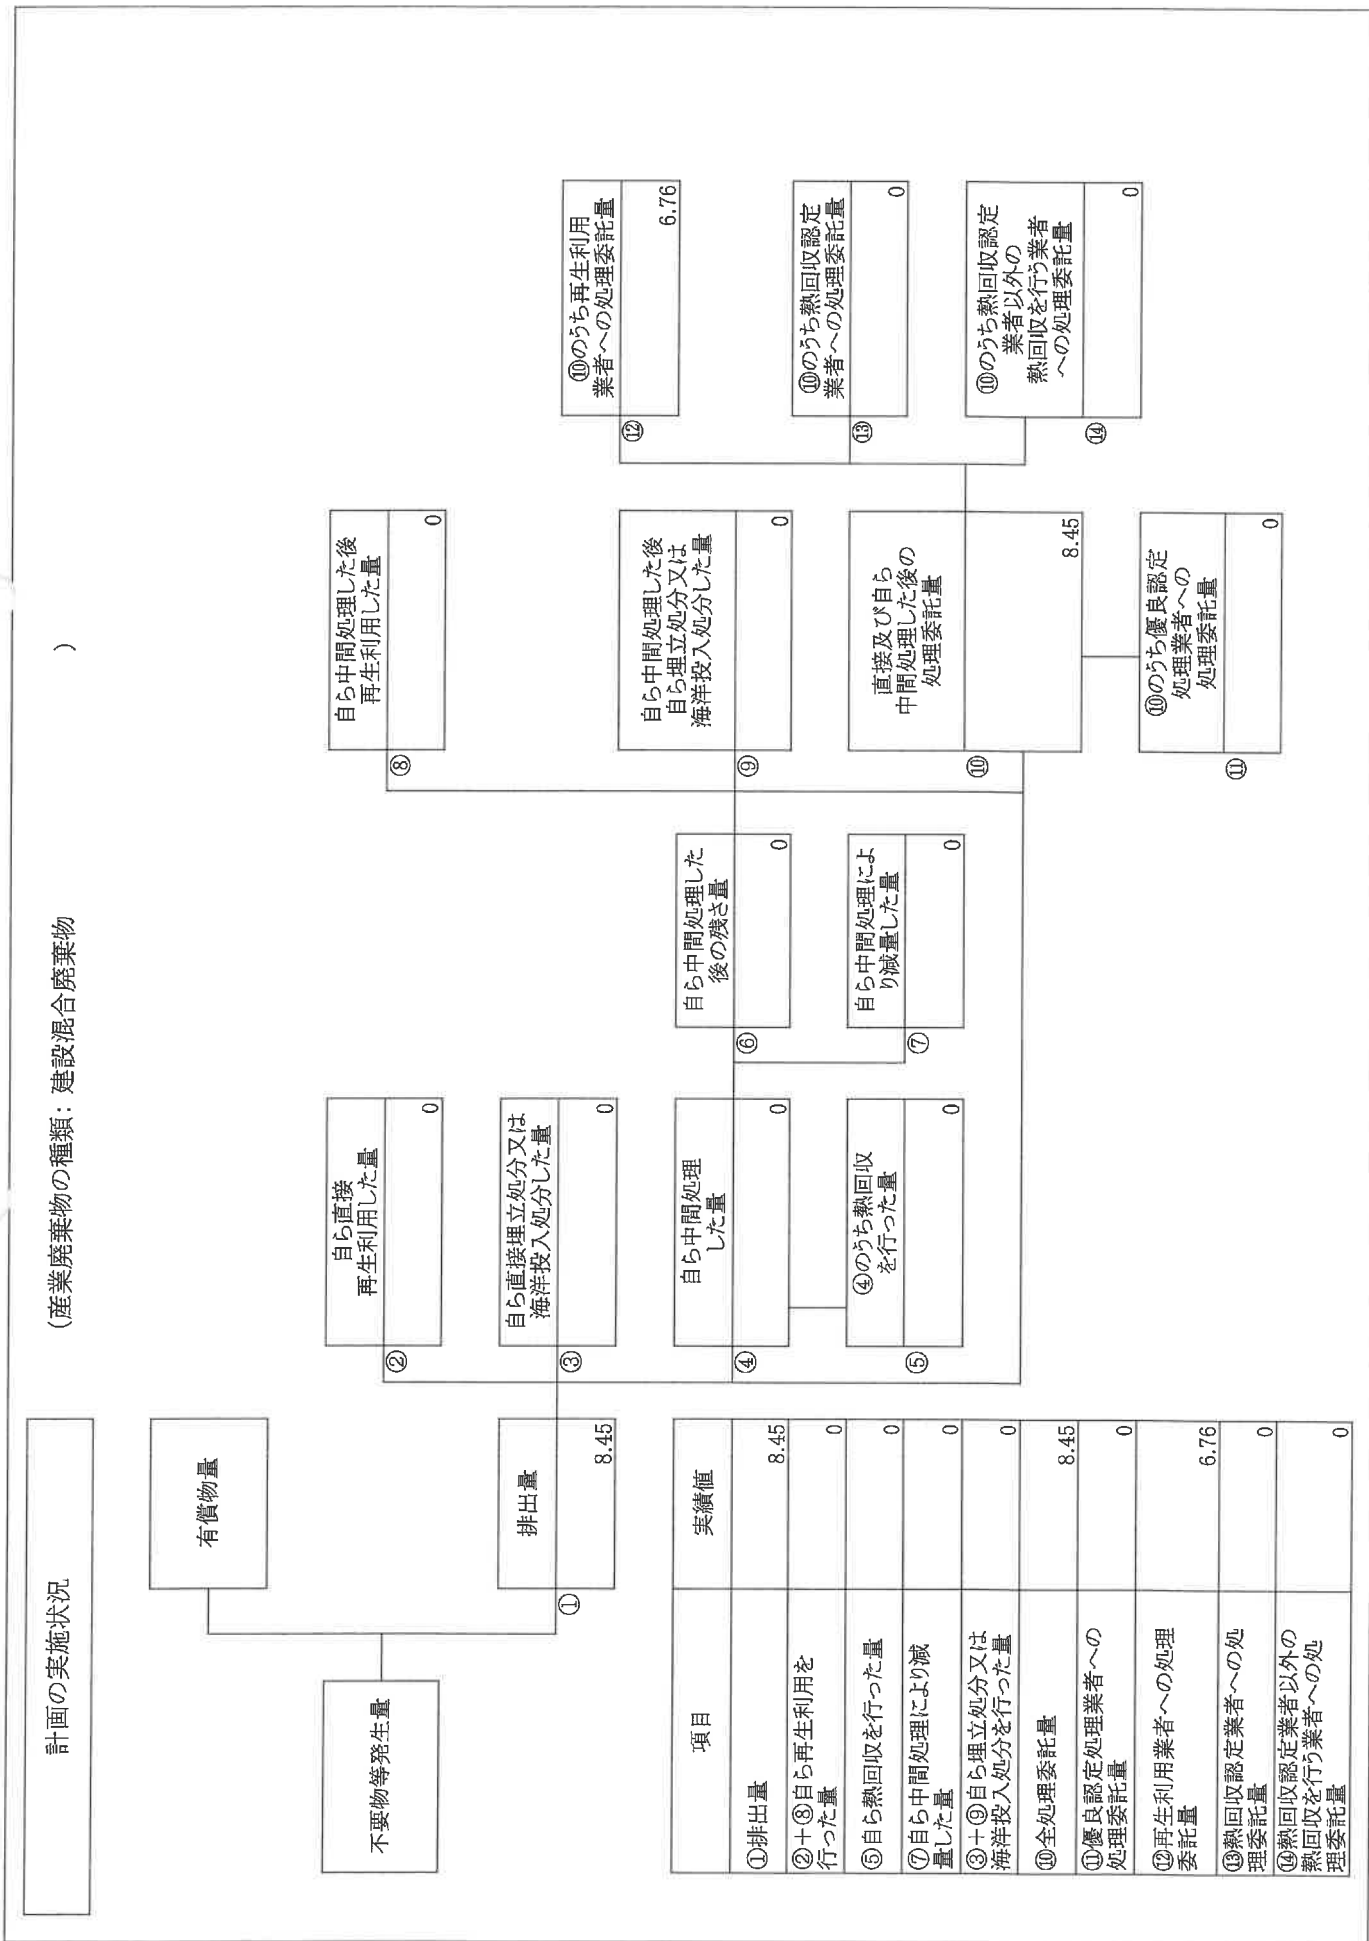 計画の実施状況
(産業廃棄物の種類：建設混合廃棄物　)
不要物等発生量
有償物量
①
排出量
8.45
②
自ら直接
再生利用した量
0
③
自ら直接埋立処分又は
海洋投入処分した量
0
④
自ら中間処理
した量
0
⑤
④のうち熱回収
を行った量
0
⑥
自ら中間処理した
後の残さ量
0
⑦
自ら中間処理によ
り減量した量
0
⑧
自ら中間処理した後
再生利用した量
0
⑨
自ら中間処理した後
自ら埋立処分又は
海洋投入処分した量
0
⑩
直接及び自ら
中間処理した後の
処理委託量
8.45
⑪
⑩のうち優良認定
処理業者への
処理委託量
0
⑫
⑩のうち再生利用
業者への処理委託量
6.76
⑬
⑩のうち熱回収認定
業者への処理委託量
0
⑭
⑩のうち熱回収認定
業者以外の
熱回収を行う業者
への処理委託量
0
項目 実績値
①排出量 8.45
②＋⑧自ら再生利用を
行った量 0
⑤自ら熱回収を行った量 0
⑦自ら中間処理により減
量した量 0
③＋⑨自ら埋立処分又は
海洋投入処分を行った量 0
⑩全処理委託量 8.45
⑪優良認定処理業者への
処理委託量 0
⑫再生利用業者への処理
委託量 6.76
⑬熱回収認定業者への処
理委託量 0
⑭熱回収認定業者以外の
熱回収を行う業者への処
理委託量 0